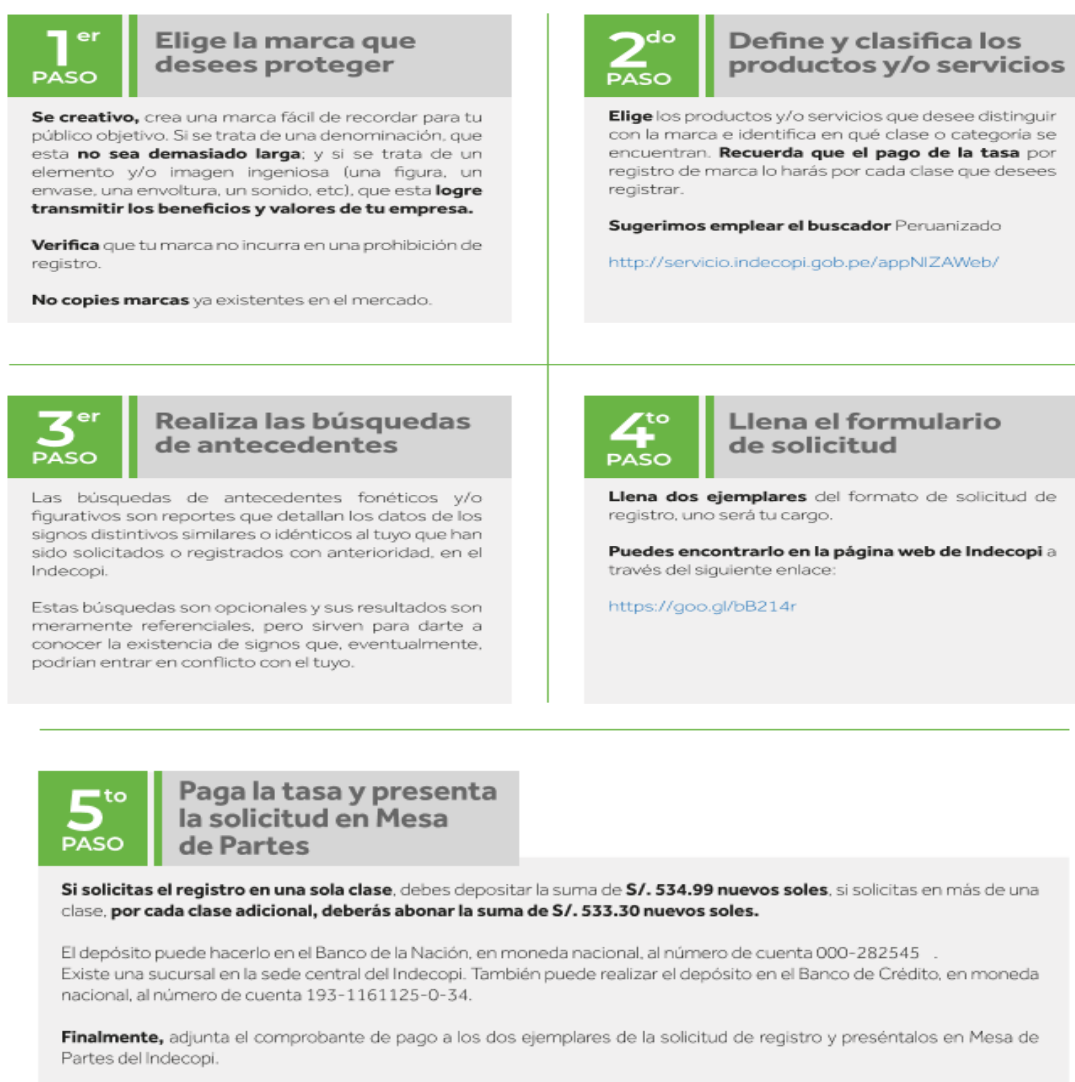 1er
PASO
Elige la marca que
desees proteger
Se creativo, crea una marca fácil de recordar para tu
público objetivo. Si se trata de una denominación, que
esta no sea demasiado larga; y si se trata de un
elemento y/o imagen ingeniosa (una figura, un
envase, una envoltura, un sonido, etc), que esta logre
transmitir los beneficios y valores de tu empresa.
Verifica que tu marca no incurra en una prohibición de
registro.
No copies marcas ya existentes en el mercado.
2do
PASO
Define y clasifica los
productos y/o servicios
Elige los productos y/o servicios que desee distinguir
con la marca e identifica en qué clase o categoría se
encuentran. Recuerda que el pago de la tasa por
registro de marca lo harás por cada clase que desees
registrar.
Sugerimos emplear el buscador Peruanizado
http://servicio.indecopi.gob.pe/appNIZAWeb/
3er
PASO
Realiza las búsquedas
de antecedentes
Las búsquedas de antecedentes fonéticos y/o
figurativos son reportes que detallan los datos de los
signos distintivos similares o idénticos al tuyo que han
sido solicitados o registrados con anterioridad, en el
Indecopi.
Estas búsquedas son opcionales y sus resultados son
meramente referenciales, pero sirven para darte a
conocer la existencia de signos que, eventualmente,
podrían entrar en conflicto con el tuyo.
4to
PASO
Llena el formulario
de solicitud
Llena dos ejemplares del formato de solicitud de
registro, uno será tu cargo.
Puedes encontrarlo en la página web de Indecopi a
través del siguiente enlace:
https://goo.gl/bB214r
5to
PASO
Paga la tasa y presenta
la solicitud en Mesa
de Partes
Si solicitas el registro en una sola clase, debes depositar la suma de S/. 534.99 nuevos soles, si solicitas en más de una
clase, por cada clase adicional, deberás abonar la suma de S/. 533.30 nuevos soles.
El depósito puede hacerlo en el Banco de la Nación, en moneda nacional, al número de cuenta 000-282545 .
Existe una sucursal en la sede central del Indecopi. También puede realizar el depósito en el Banco de Crédito, en moneda
nacional, al número de cuenta 193-1161125-0-34.
Finalmente, adjunta el comprobante de pago a los dos ejemplares de la solicitud de registro y preséntalos en Mesa de
Partes del Indecopi.